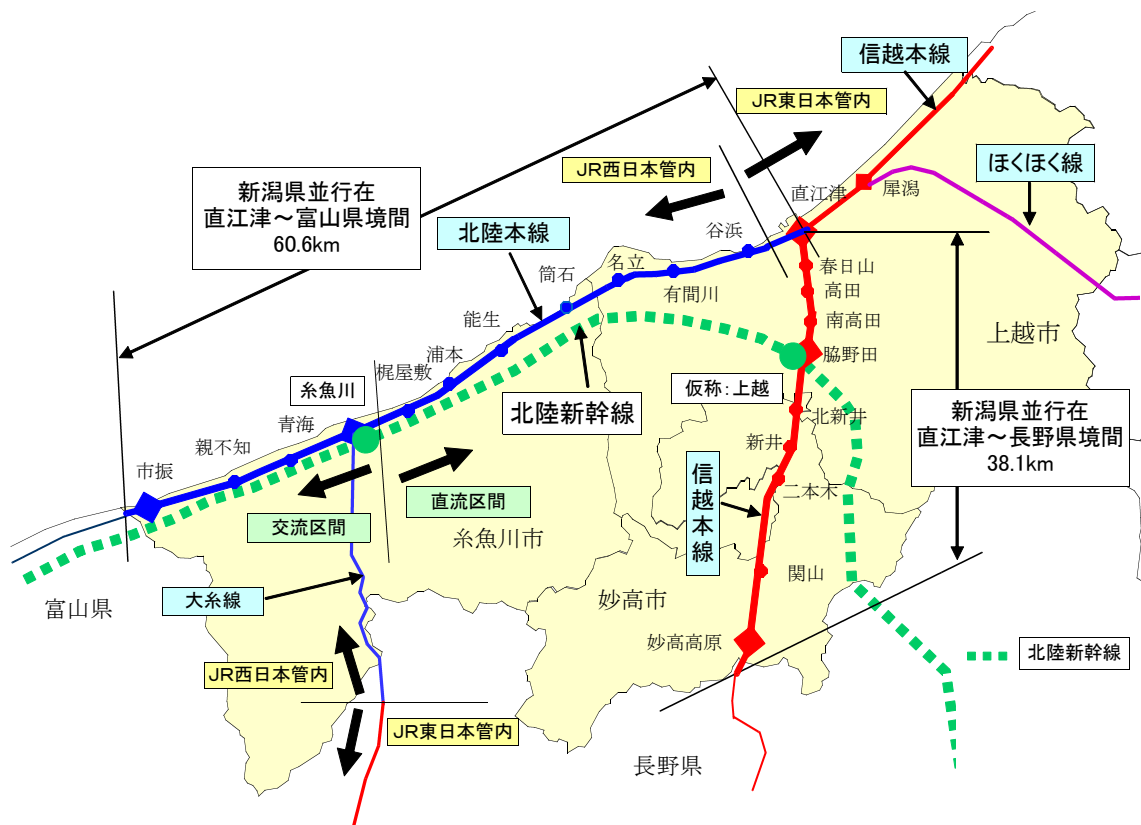 信越本線
JR東日本管内
ほくほく線
JR西日本管内
新潟県並行在
直江津～富山県境間
60.6km
直江津
犀潟
北陸本線
谷浜
春日山
名立
筒石
有間川
高田
能生
南高田
上越市
浦本
脇野田
梶屋敷
糸魚川
仮称：上越
北陸新幹線
新潟県並行在
直江津～長野県境間
38.1km
青海
北新井
親不知
新井
市振
信越本線
二本木
直流区間
交流区間
糸魚川市
関山
大糸線
妙高市
富山県
妙高高原
北陸新幹線
JR西日本管内
JR東日本管内
長野県